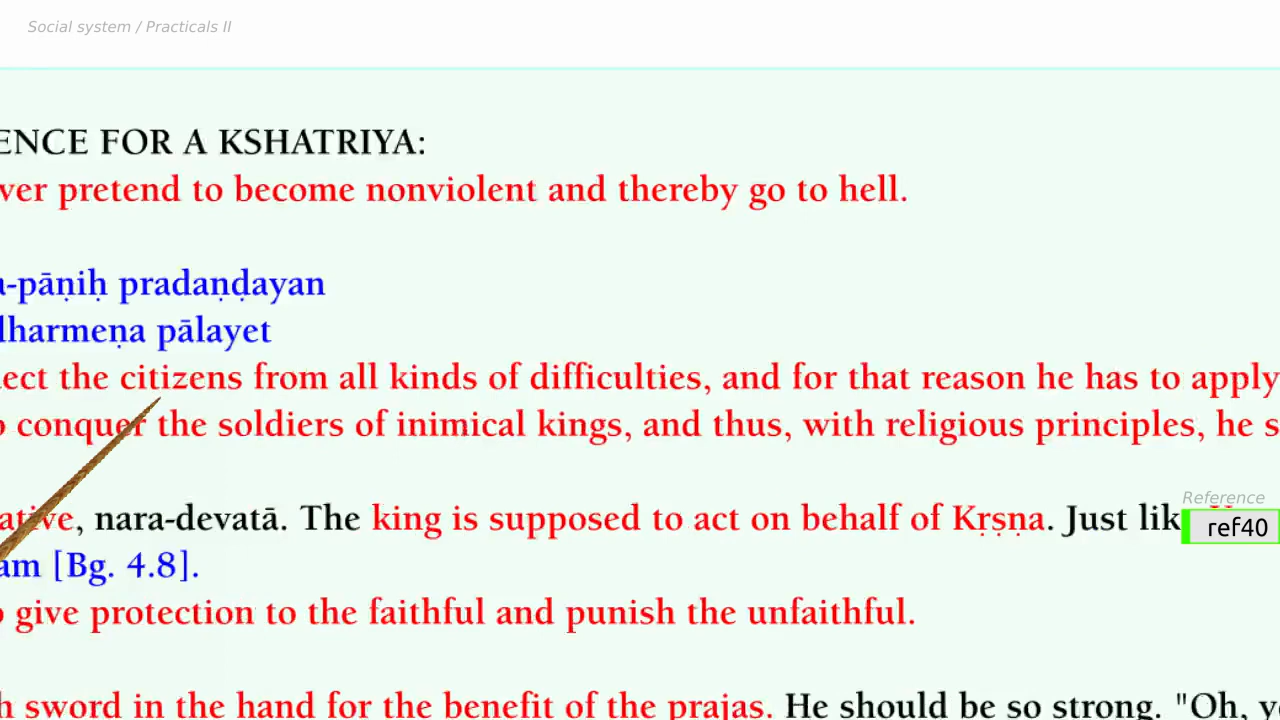 Social system / Practicals II
ENCE FOR A KSHATRIYA:
ver pretend to become nonviolent and thereby go to hell.
a-pāṇiḥ pradaṇḍayan
dharmeṇa pālayet
ect the citizens from all kinds of difficulties, and for that reason he has to apply
conquer the soldiers of inimical kings, and thus, with religious principles, he s
ative, nara-devatā. The king is supposed to act on behalf of Kṛṣṇa. Just lik
Reference
ref40
am [Bg. 4.8].
give protection to the faithful and punish the unfaithful.
h sword in the hand for the benefit of the prajas. He should be so strong. "Oh, y